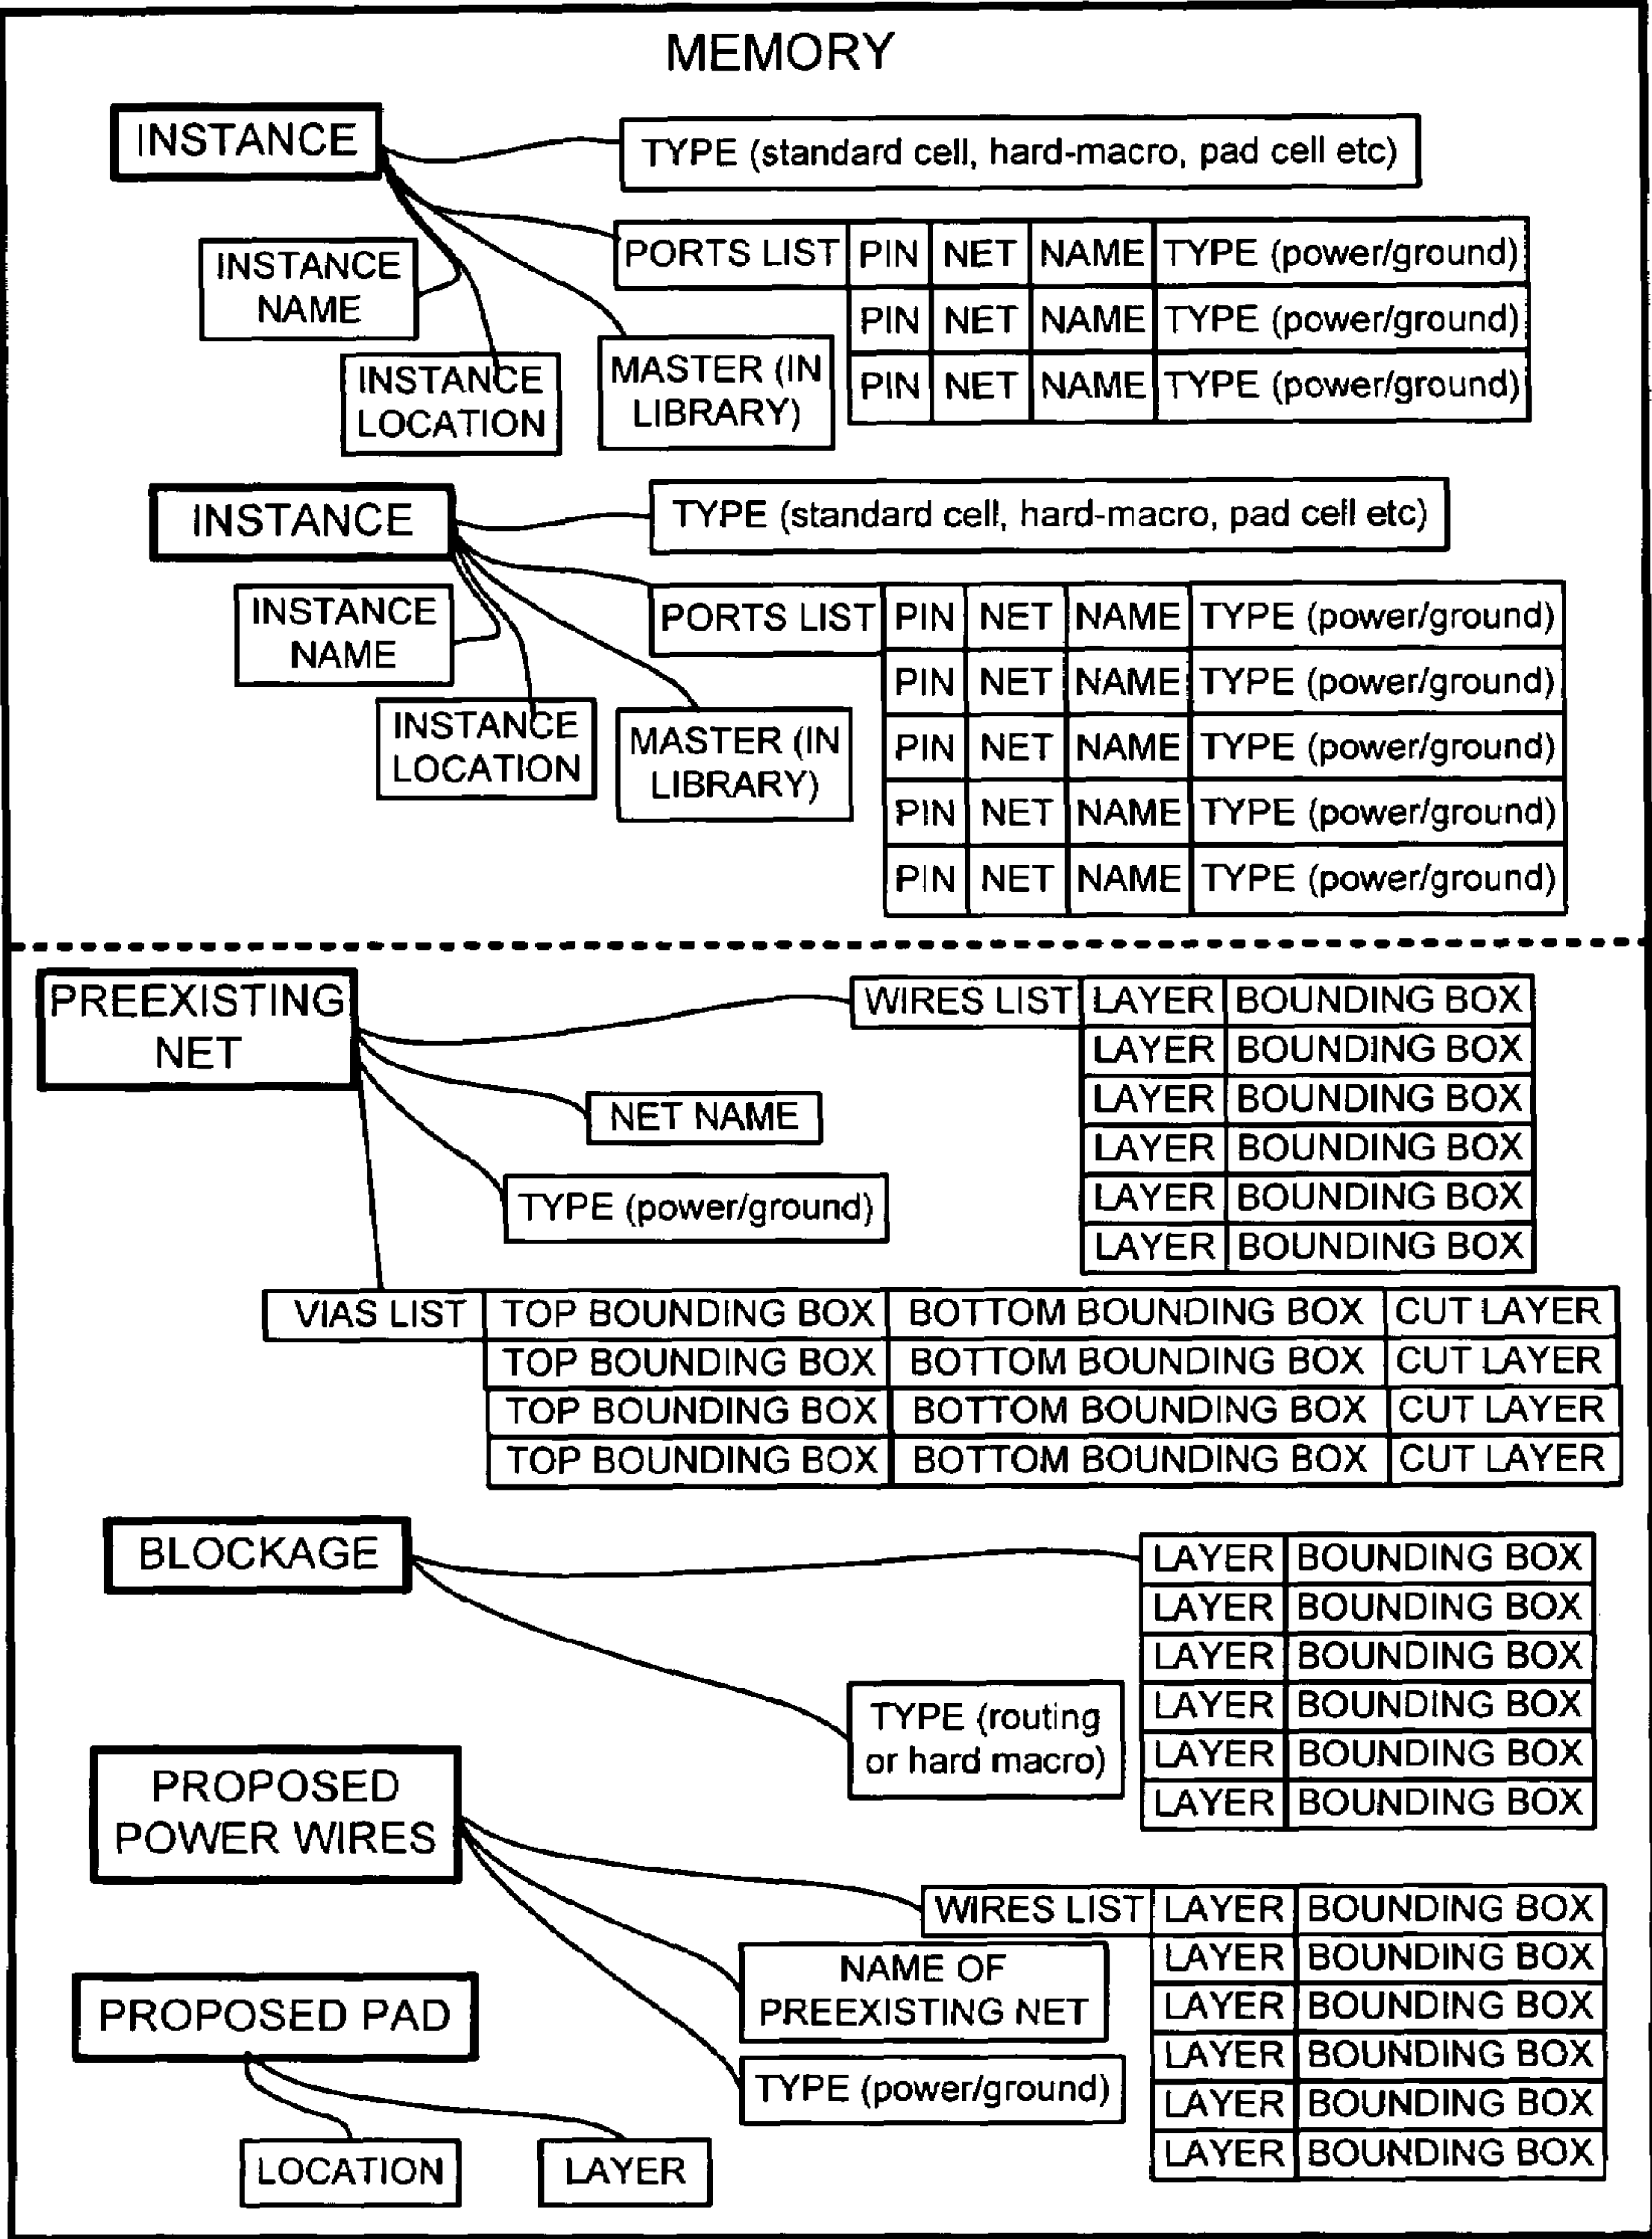 MEMORY
INSTANCE
TYPE (standard cell, hard-macro, pad cell etc)
PORTS LIST PIN NET NAME TYPE (power/ground)
PIN NET NAME TYPE (power/ground)
PIN NET NAME TYPE (power/ground)
INSTANCE
NAME
INSTANCE
LOCATION
MASTER (IN
LIBRARY)
INSTANCE
TYPE (standard cell, hard-macro, pad cell etc)
PORTS LIST PIN NET NAME TYPE (power/ground)
PIN NET NAME TYPE (power/ground)
PIN NET NAME TYPE (power/ground)
PIN NET NAME TYPE (power/ground)
PIN NET NAME TYPE (power/ground)
INSTANCE
NAME
INSTANCE
LOCATION
MASTER (IN
LIBRARY)
PREEXISTING
NET
WIRES LIST LAYER BOUNDING BOX
LAYER BOUNDING BOX
LAYER BOUNDING BOX
LAYER BOUNDING BOX
LAYER BOUNDING BOX
LAYER BOUNDING BOX
NET NAME
TYPE (power/ground)
VIAS LIST TOP BOUNDING BOX BOTTOM BOUNDING BOX CUT LAYER
TOP BOUNDING BOX BOTTOM BOUNDING BOX CUT LAYER
TOP BOUNDING BOX BOTTOM BOUNDING BOX CUT LAYER
TOP BOUNDING BOX BOTTOM BOUNDING BOX CUT LAYER
BLOCKAGE
LAYER BOUNDING BOX
LAYER BOUNDING BOX
LAYER BOUNDING BOX
LAYER BOUNDING BOX
LAYER BOUNDING BOX
LAYER BOUNDING BOX
TYPE (routing
or hard macro)
PROPOSED
POWER WIRES
WIRES LIST LAYER BOUNDING BOX
LAYER BOUNDING BOX
LAYER BOUNDING BOX
LAYER BOUNDING BOX
LAYER BOUNDING BOX
LAYER BOUNDING BOX
NAME OF
PREEXISTING NET
TYPE (power/ground)
PROPOSED PAD
LOCATION
LAYER